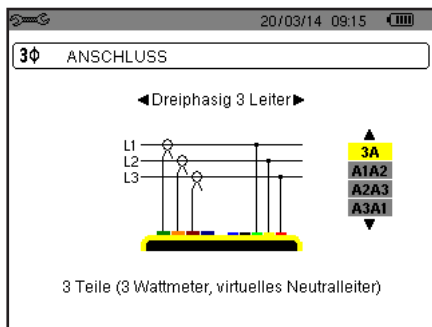 20/03/14 09:15
3Φ ANSCHLUSS
◄Dreiphasig 3 Leiter►
L1
L2
L3
3A
A1A2
A2A3
A3A1
3 Teile (3 Wattmeter, virtuelles Neutralleiter)